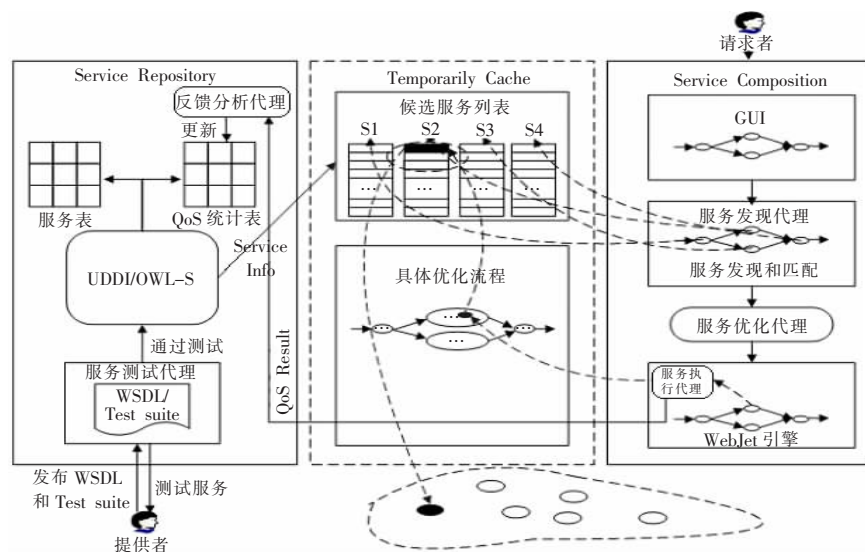 请求者
Service Repository
反馈分析代理
更新
服务表
QoS 统计表
UDDI/OWL-S
Service
Info
通过测试
服务测试代理
WSDL/
Test suite
发布 WSDL
和 Test suite
测试服务
提供者
QoS Result
Temporarily Cache
候选服务列表
S1 S2 S3 S4
... ... ... ...
具体优化流程
... ... ... ...
Service Composition
GUI
服务发现代理
服务发现和匹配
服务优化代理
服务执
行代理
WebJet 引擎